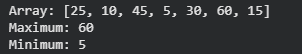 Array: [25, 10, 45, 5, 30, 60, 15]
Maximum: 60
Minimum: 5